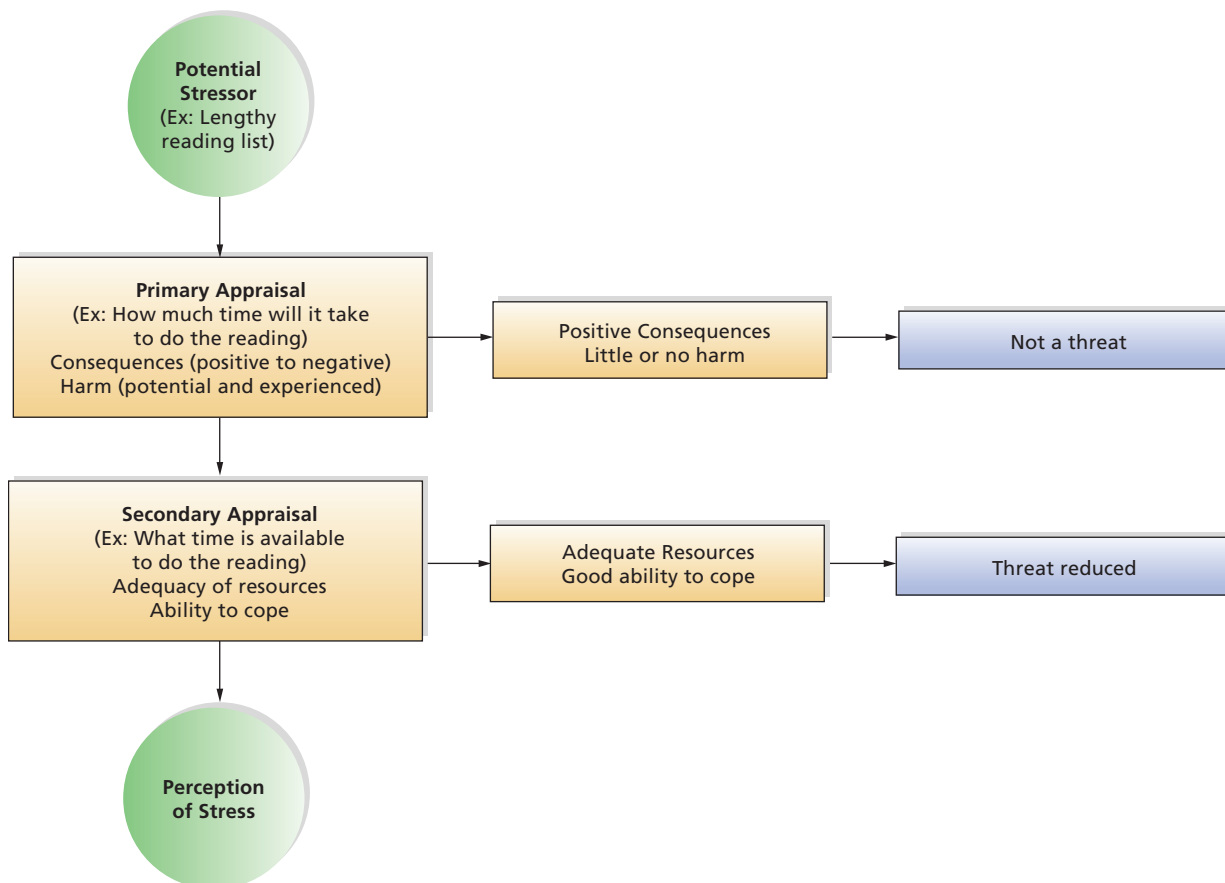 Potential
Stressor
(Ex: Lengthy
reading list)
Primary Appraisal
(Ex: How much time will it take
to do the reading)
Consequences (positive to negative)
Harm (potential and experienced)
Positive Consequences
Little or no harm
Not a threat
Secondary Appraisal
(Ex: What time is available
to do the reading)
Adequacy of resources
Ability to cope
Adequate Resources
Good ability to cope
Threat reduced
Perception
of Stress